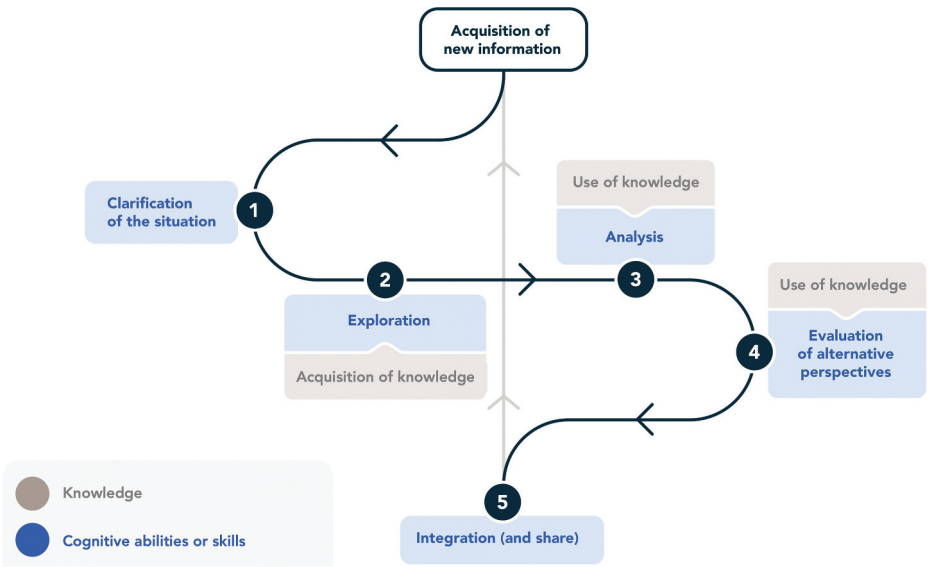 Acquisition of
new information
Clarification
of the situation
1
2
Exploration
Acquisition of knowledge
Use of knowledge
Analysis
3
Use of knowledge
Evaluation
of alternative
perspectives
4
5
Integration (and share)
Knowledge
Cognitive abilities or skills